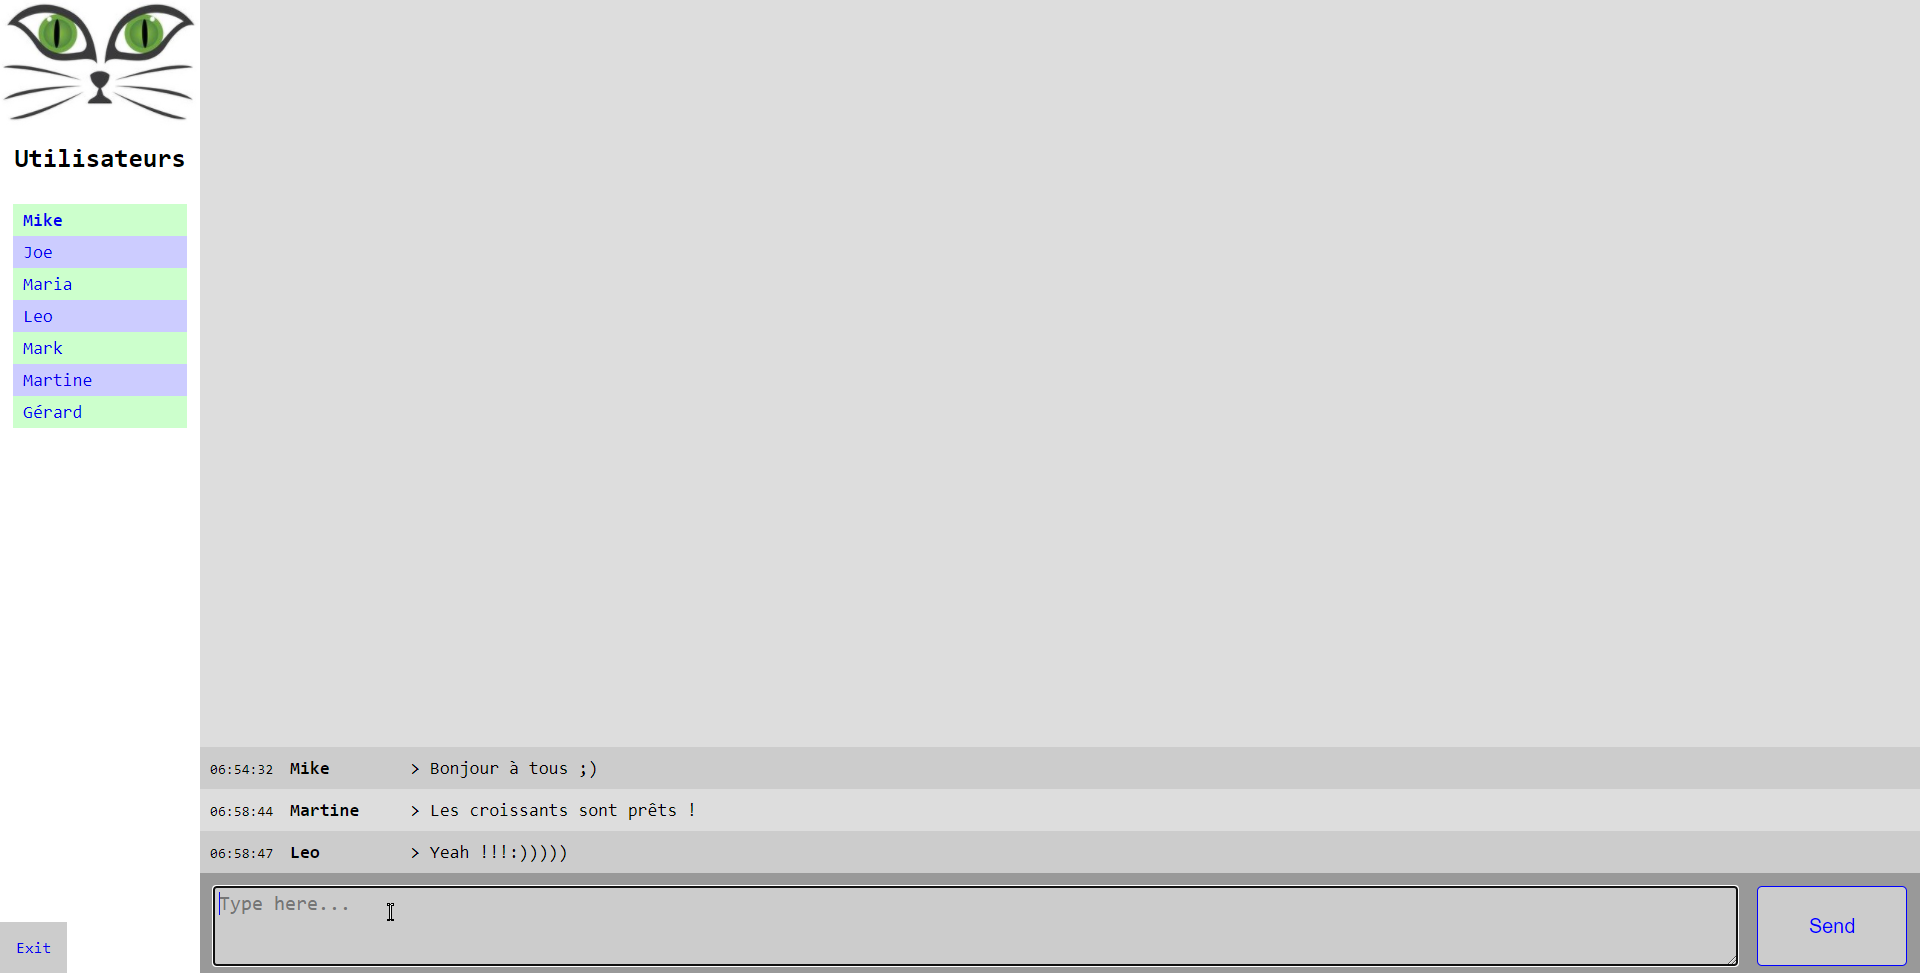 Utilisateurs
Mike
Joe
Maria
Leo
Mark
Martine
Gérard
Exit
06:54:32 Mike > Bonjour à tous ;)
06:58:44 Martine > Les croissants sont prêts !
06:58:47 Leo > Yeah !!!:)))))
Type here...
Send